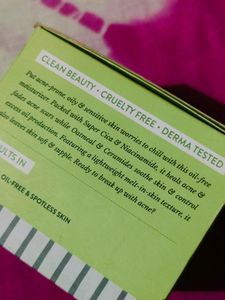 CLEAN BEAUTY · CRUELTY FREE · DERMA TESTED
Put acne-prone, oily & sensitive skin worries to chill with this oil-free
moisturizer. Packed with Super Cica & Niacinamide, it heals acne &
fades acne scars while Oatmeal & Ceramides soothe skin & control
excess oil production. Featuring a lightweight melt-in-skin texture, it
also leaves skin soft & supple. Ready to break up with acne?
ULTS IN
OIL-FREE & SPOTLESS SKIN